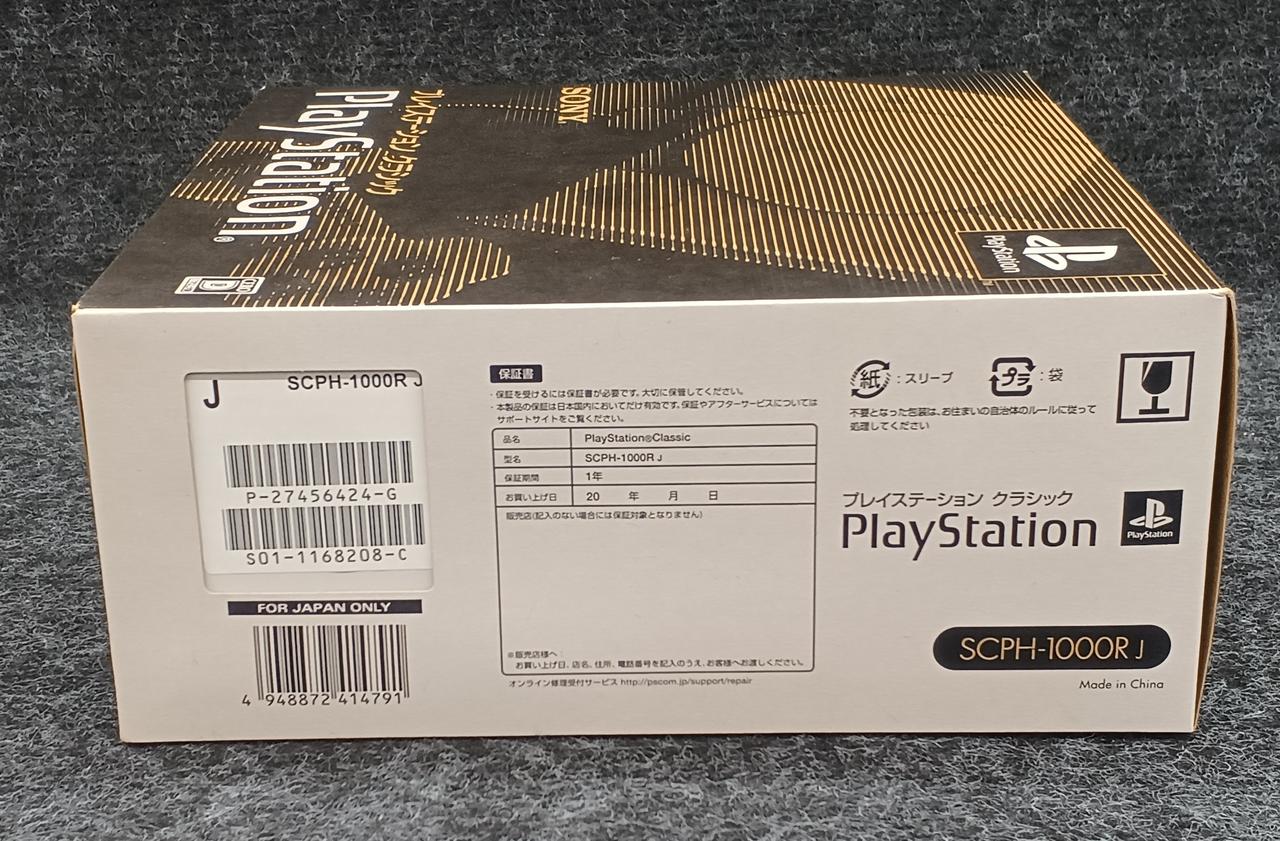 プレイステーション クラシック
PlayStation®
SONY
PlayStation
J
SCPH-1000R J
P-27456424-G
S01-1168208-C
FOR JAPAN ONLY
4 948872 414791
保証書
・保証を受けるには保証書が必要です。大切に保管してください。
・本製品の保証は日本国内においてだけ有効です。保証やアフターサービスについては
サポートサイトをご覧ください。
品名 PlayStation®Classic
型名 SCPH-1000R J
保証期間 1年
お買い上げ日 20 年 月 日
販売店(記入のない場合には保証対象となりません)
※販売店様へ:
お買い上げ日、店名、住所、電話番号を記入のうえ、お客様へお渡しください。
オンライン修理受付サービス http://pscom.jp/support/repair
紙 : スリーブ
プラ : 袋
不要となった包装は、お住まいの自治体のルールに従って
処理してください
プレイステーション クラシック
PlayStation
PlayStation
SCPH-1000R J
Made in China